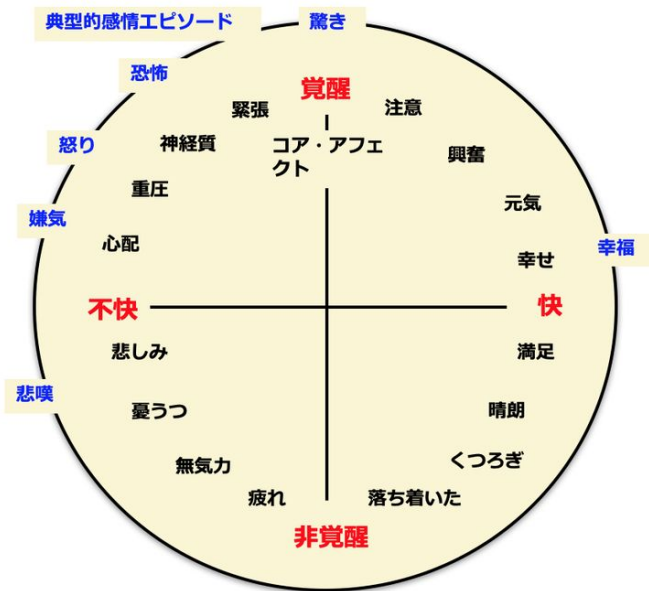 典型的感情エピソード
驚き
恐怖
覚醒
緊張
注意
怒り
神経質
コア・アフェ
クト
興奮
重圧
元気
嫌気
心配
幸せ
幸福
不快
快
悲しみ
満足
悲嘆
憂うつ
晴朗
無気力
くつろぎ
疲れ
落ち着いた
非覚醒